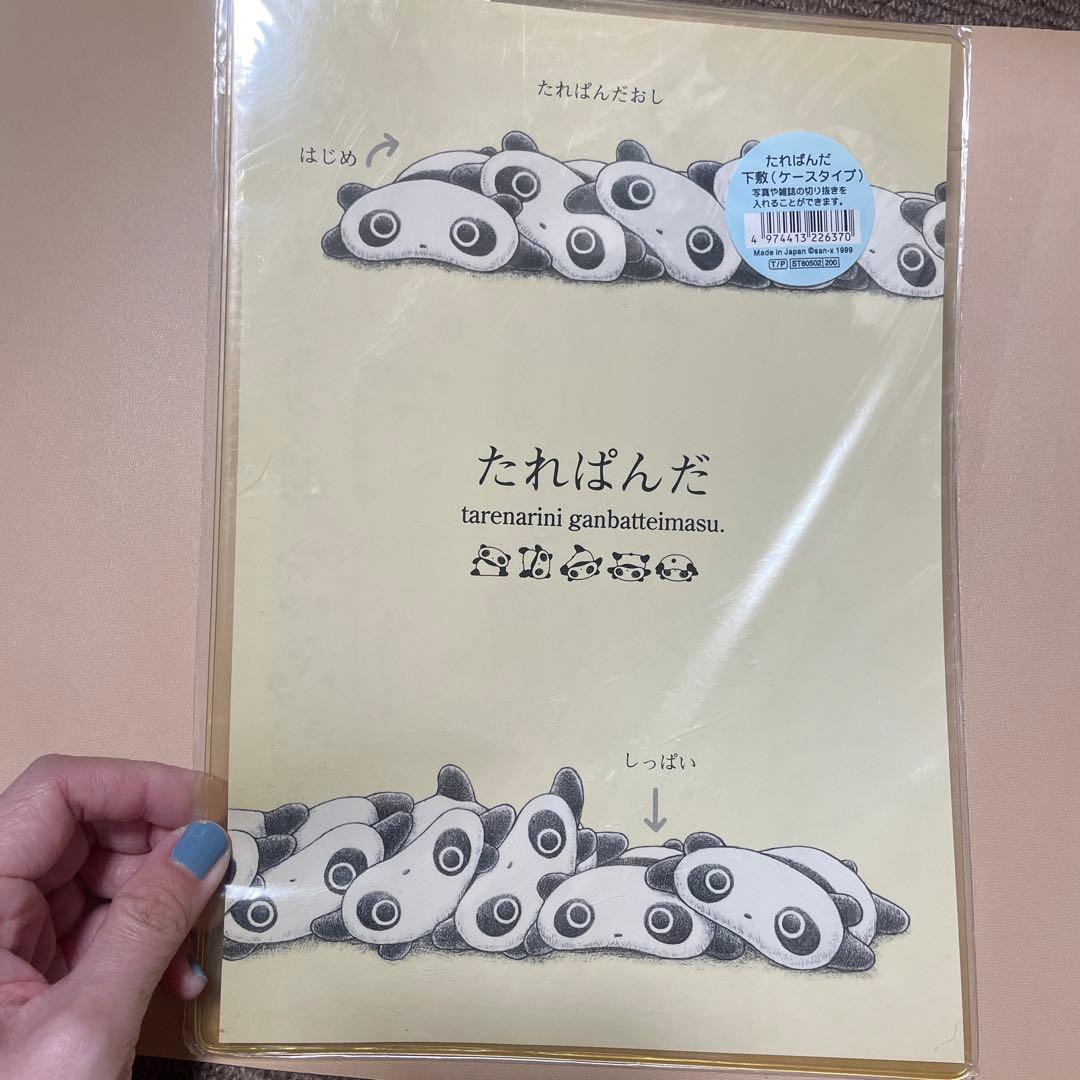 たれぱんだおし
はじめ
たれぱんだ
下敷(ケースタイプ)
写真や雑誌の切り抜きを
入れることができます。
4 974413 226370
Made in Japan ©san-x 1999
T/P ST60502 200
たれぱんだ
tarenarini ganbatteimasu.
しっぱい